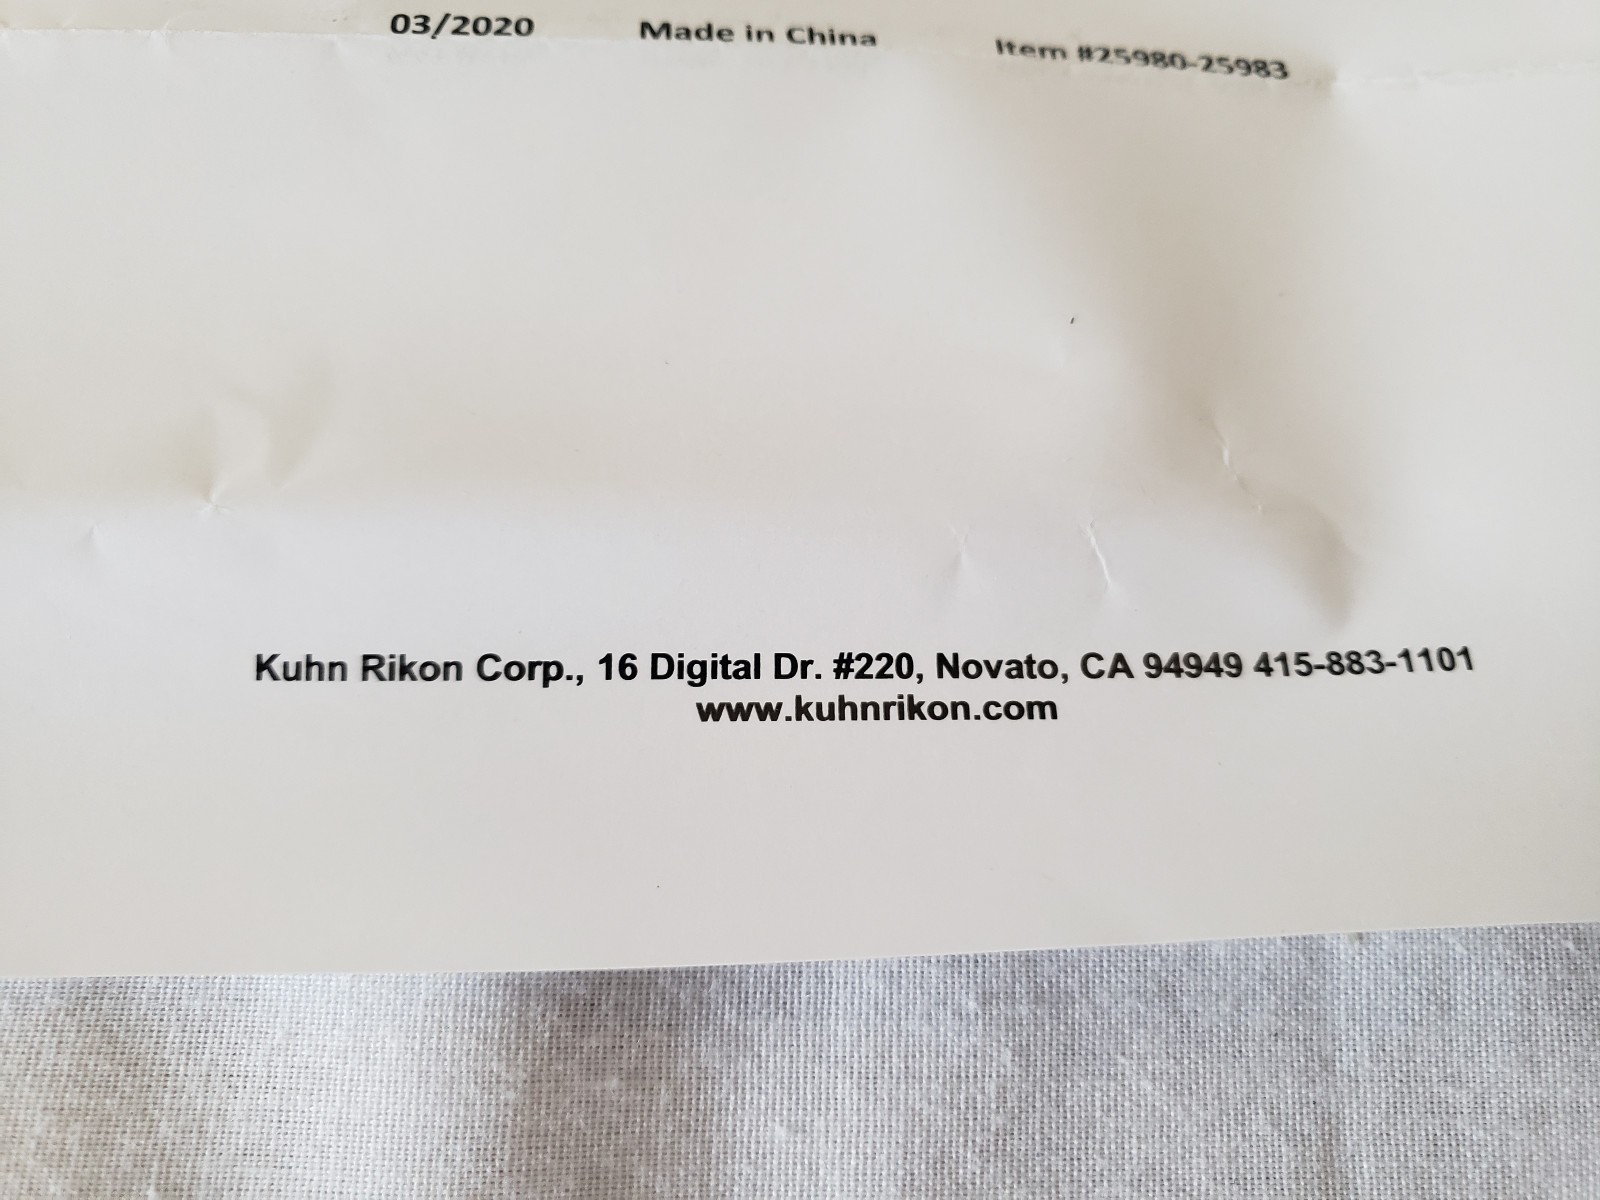 03/2020 Made in China Item #25980-25983
Kuhn Rikon Corp., 16 Digital Dr. #220, Novato, CA 94949 415-883-1101
www.kuhnrikon.com